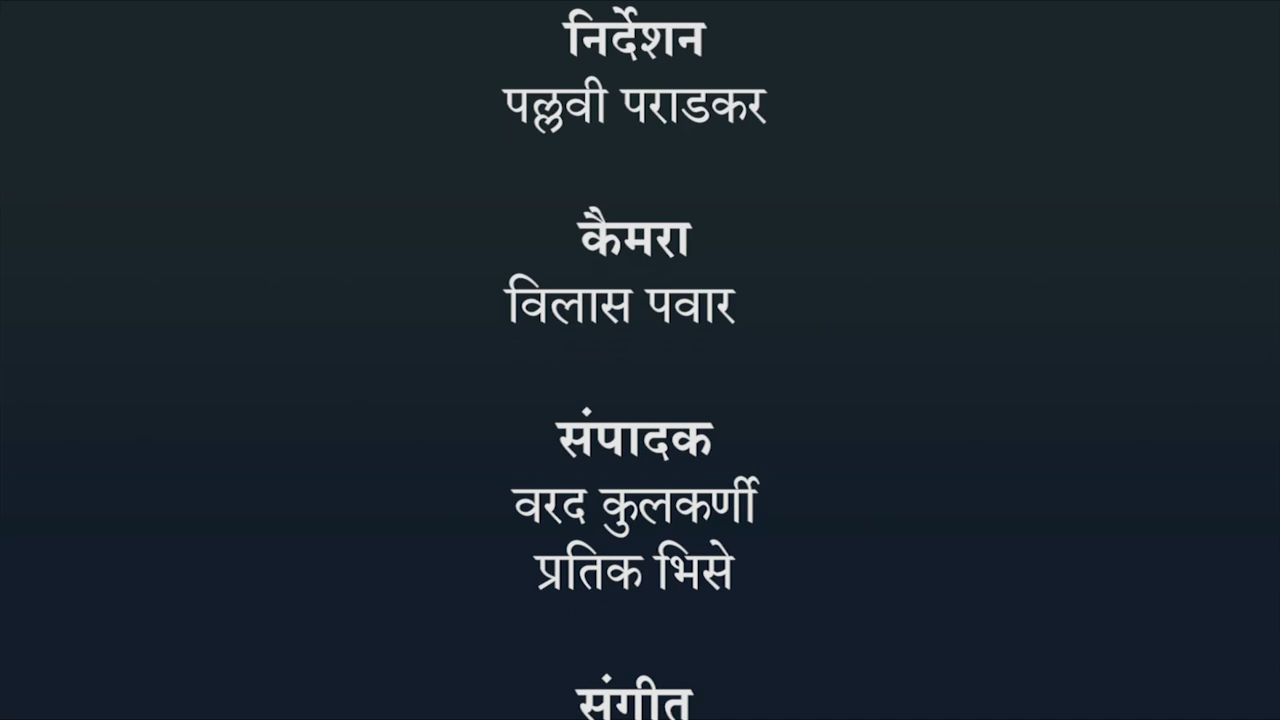 निर्देशन
पल्लवी पराडकर
कैमरा
विलास पवार
संपादक
वरद कुलकर्णी
प्रतिक भिसे
संगीत